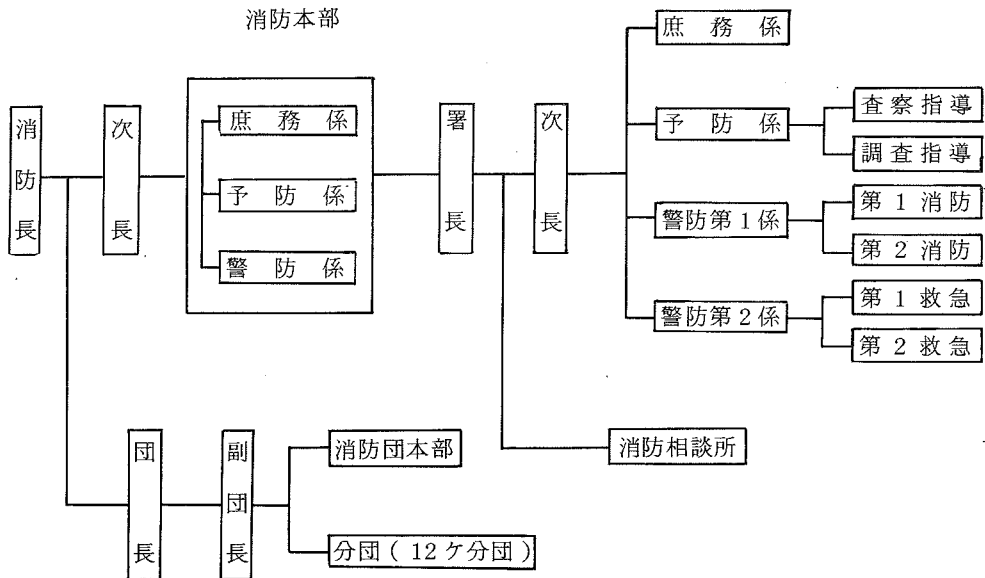 消防本部
消防長
次長
庶務係
予防係
警防係
署長
次長
庶務係
予防係
査察指導
調査指導
警防第1係
第1消防
第2消防
警防第2係
第1救急
第2救急
消防相談所
団長
副団長
消防団本部
分団(12ケ分団)